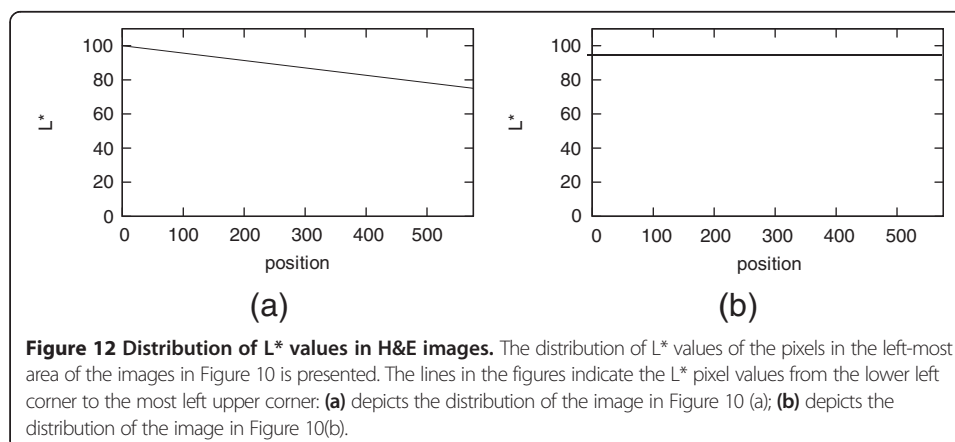 100
80
60
40
20
0
L*
0 100 200 300 400 500
position
(a)
100
80
60
40
20
0
L*
0 100 200 300 400 500
position
(b)
Figure 12 Distribution of L* values in H&E images. The distribution of L* values of the pixels in the left-most
area of the images in Figure 10 is presented. The lines in the figures indicate the L* pixel values from the lower left
corner to the most left upper corner: (a) depicts the distribution of the image in Figure 10 (a); (b) depicts the
distribution of the image in Figure 10(b).